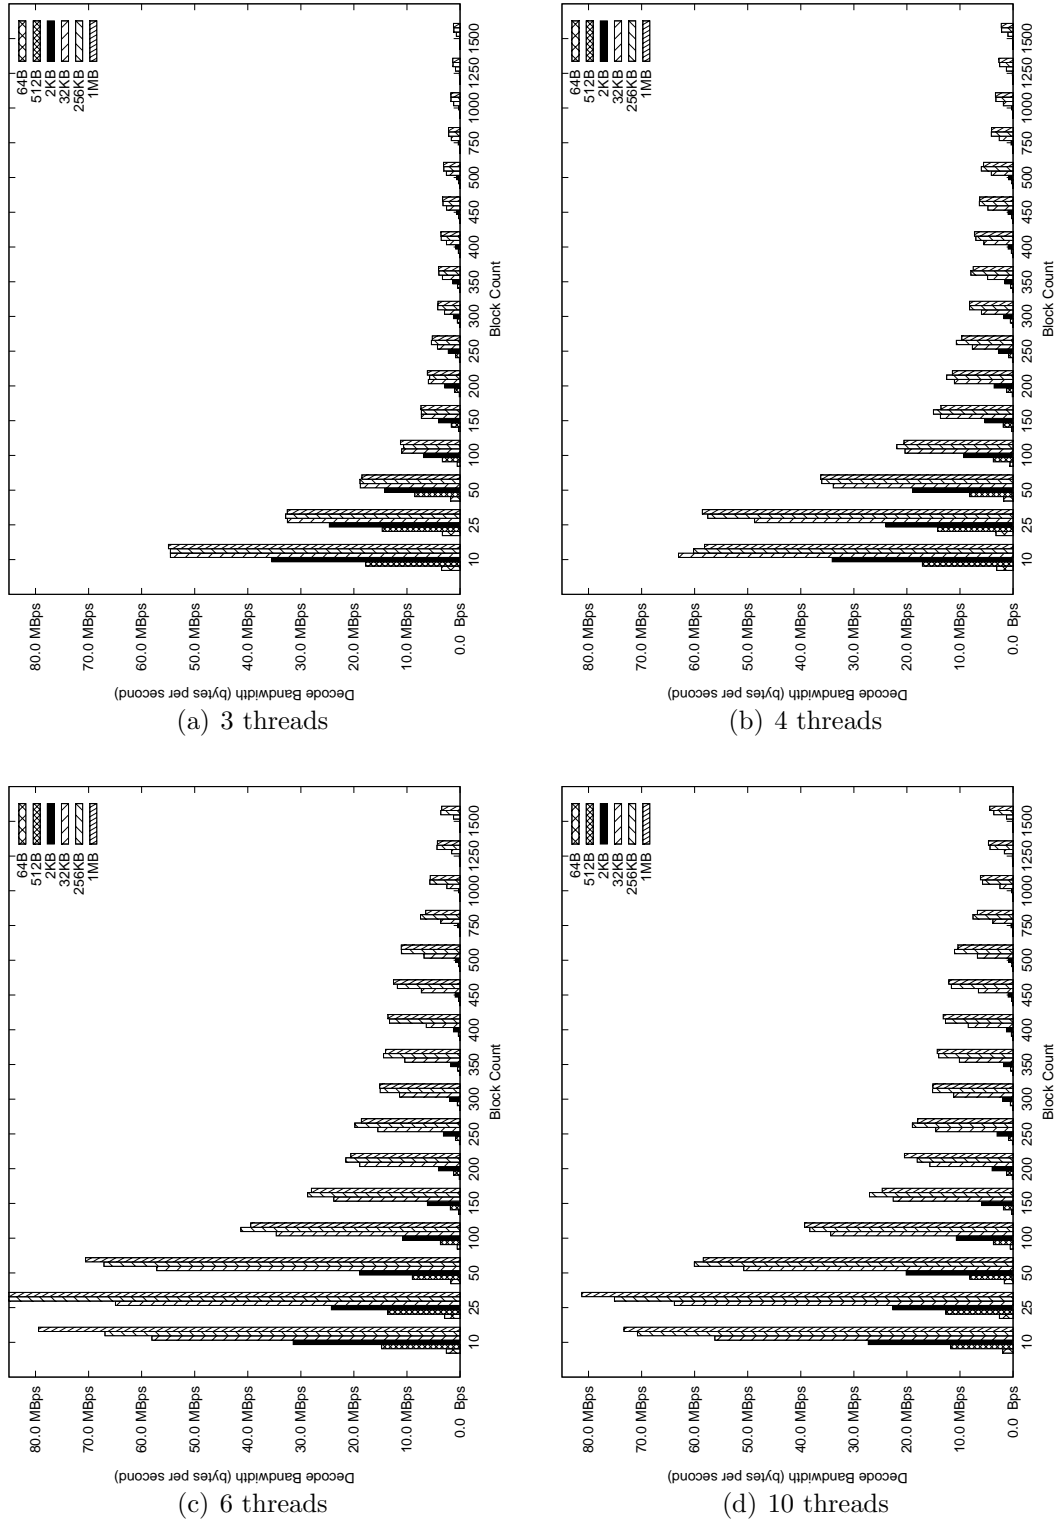 64B
512B
2KB
32KB
256KB
1MB
80.0 MBps
70.0 MBps
60.0 MBps
50.0 MBps
40.0 MBps
30.0 MBps
20.0 MBps
10.0 MBps
0.0 Bps
Decode Bandwidth (bytes per second)
10 25 50 100 150 200 250 300 350 400 450 500 750 1000 1250 1500
Block Count
(a) 3 threads
64B
512B
2KB
32KB
256KB
1MB
80.0 MBps
70.0 MBps
60.0 MBps
50.0 MBps
40.0 MBps
30.0 MBps
20.0 MBps
10.0 MBps
0.0 Bps
Decode Bandwidth (bytes per second)
10 25 50 100 150 200 250 300 350 400 450 500 750 1000 1250 1500
Block Count
(b) 4 threads
64B
512B
2KB
32KB
256KB
1MB
80.0 MBps
70.0 MBps
60.0 MBps
50.0 MBps
40.0 MBps
30.0 MBps
20.0 MBps
10.0 MBps
0.0 Bps
Decode Bandwidth (bytes per second)
10 25 50 100 150 200 250 300 350 400 450 500 750 1000 1250 1500
Block Count
(c) 6 threads
64B
512B
2KB
32KB
256KB
1MB
80.0 MBps
70.0 MBps
60.0 MBps
50.0 MBps
40.0 MBps
30.0 MBps
20.0 MBps
10.0 MBps
0.0 Bps
Decode Bandwidth (bytes per second)
10 25 50 100 150 200 250 300 350 400 450 500 750 1000 1250 1500
Block Count
(d) 10 threads